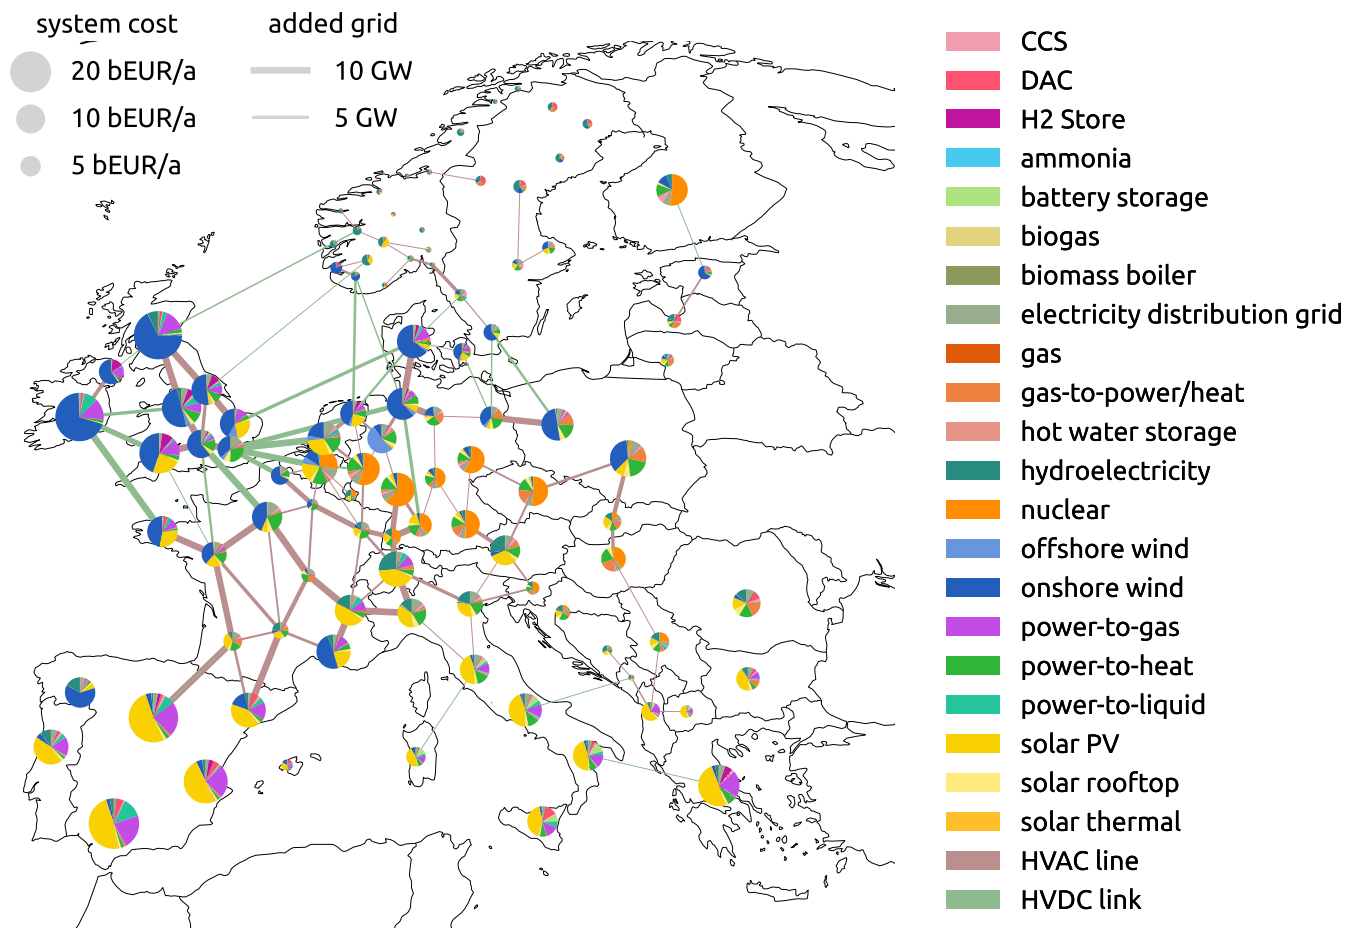 system cost
20 bEUR/a
10 bEUR/a
5 bEUR/a
added grid
10 GW
5 GW
CCS
DAC
H2 Store
ammonia
battery storage
biogas
biomass boiler
electricity distribution grid
gas
gas-to-power/heat
hot water storage
hydroelectricity
nuclear
offshore wind
onshore wind
power-to-gas
power-to-heat
power-to-liquid
solar PV
solar rooftop
solar thermal
HVAC line
HVDC link